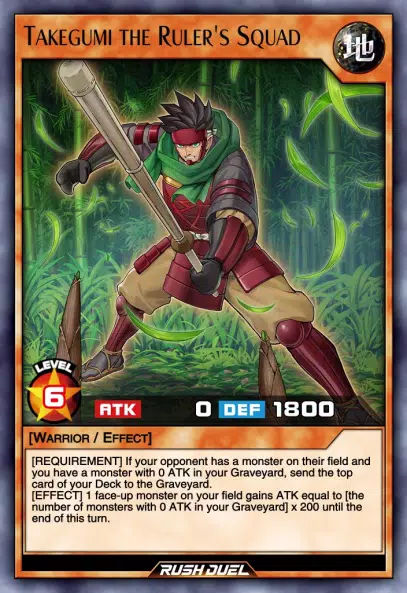 TAKEGUMI THE RULER'S SQUAD
地
LEVEL
6
ATK 0 DEF 1800
[WARRIOR / EFFECT]
[REQUIREMENT] If your opponent has a monster on their field and
you have a monster with 0 ATK in your Graveyard, send the top
card of your Deck to the Graveyard.
[EFFECT] 1 face-up monster on your field gains ATK equal to [the
number of monsters with 0 ATK in your Graveyard] x 200 until the
end of this turn.
RUSH DUEL